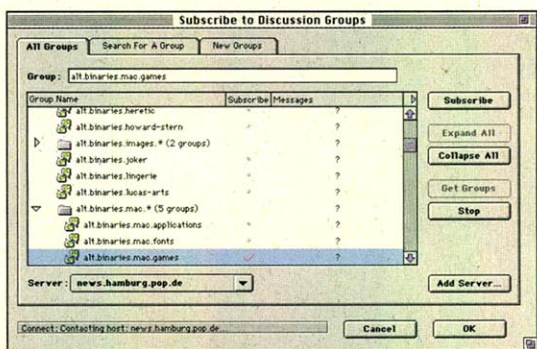 Subscribe to Discussion Groups
All Groups
Search For A Group
New Groups
Group: alt.binaries.mac.games
Group Name
Subscribe
Messages
alt.binaries.heretic ?
alt.binaries.howard-stern ?
alt.binaries.images.* (2 groups) ?
alt.binaries.joker ?
alt.binaries.lingerie ?
alt.binaries.lucas-arts ?
alt.binaries.mac.* (5 groups) ?
alt.binaries.mac.applications ?
alt.binaries.mac.fonts ?
alt.binaries.mac.games ?
Subscribe
Expand All
Collapse All
Get Groups
Stop
Server: news.hamburg.pop.de
Add Server...
Connect: Contacting host: news.hamburg.pop.de...
Cancel
OK